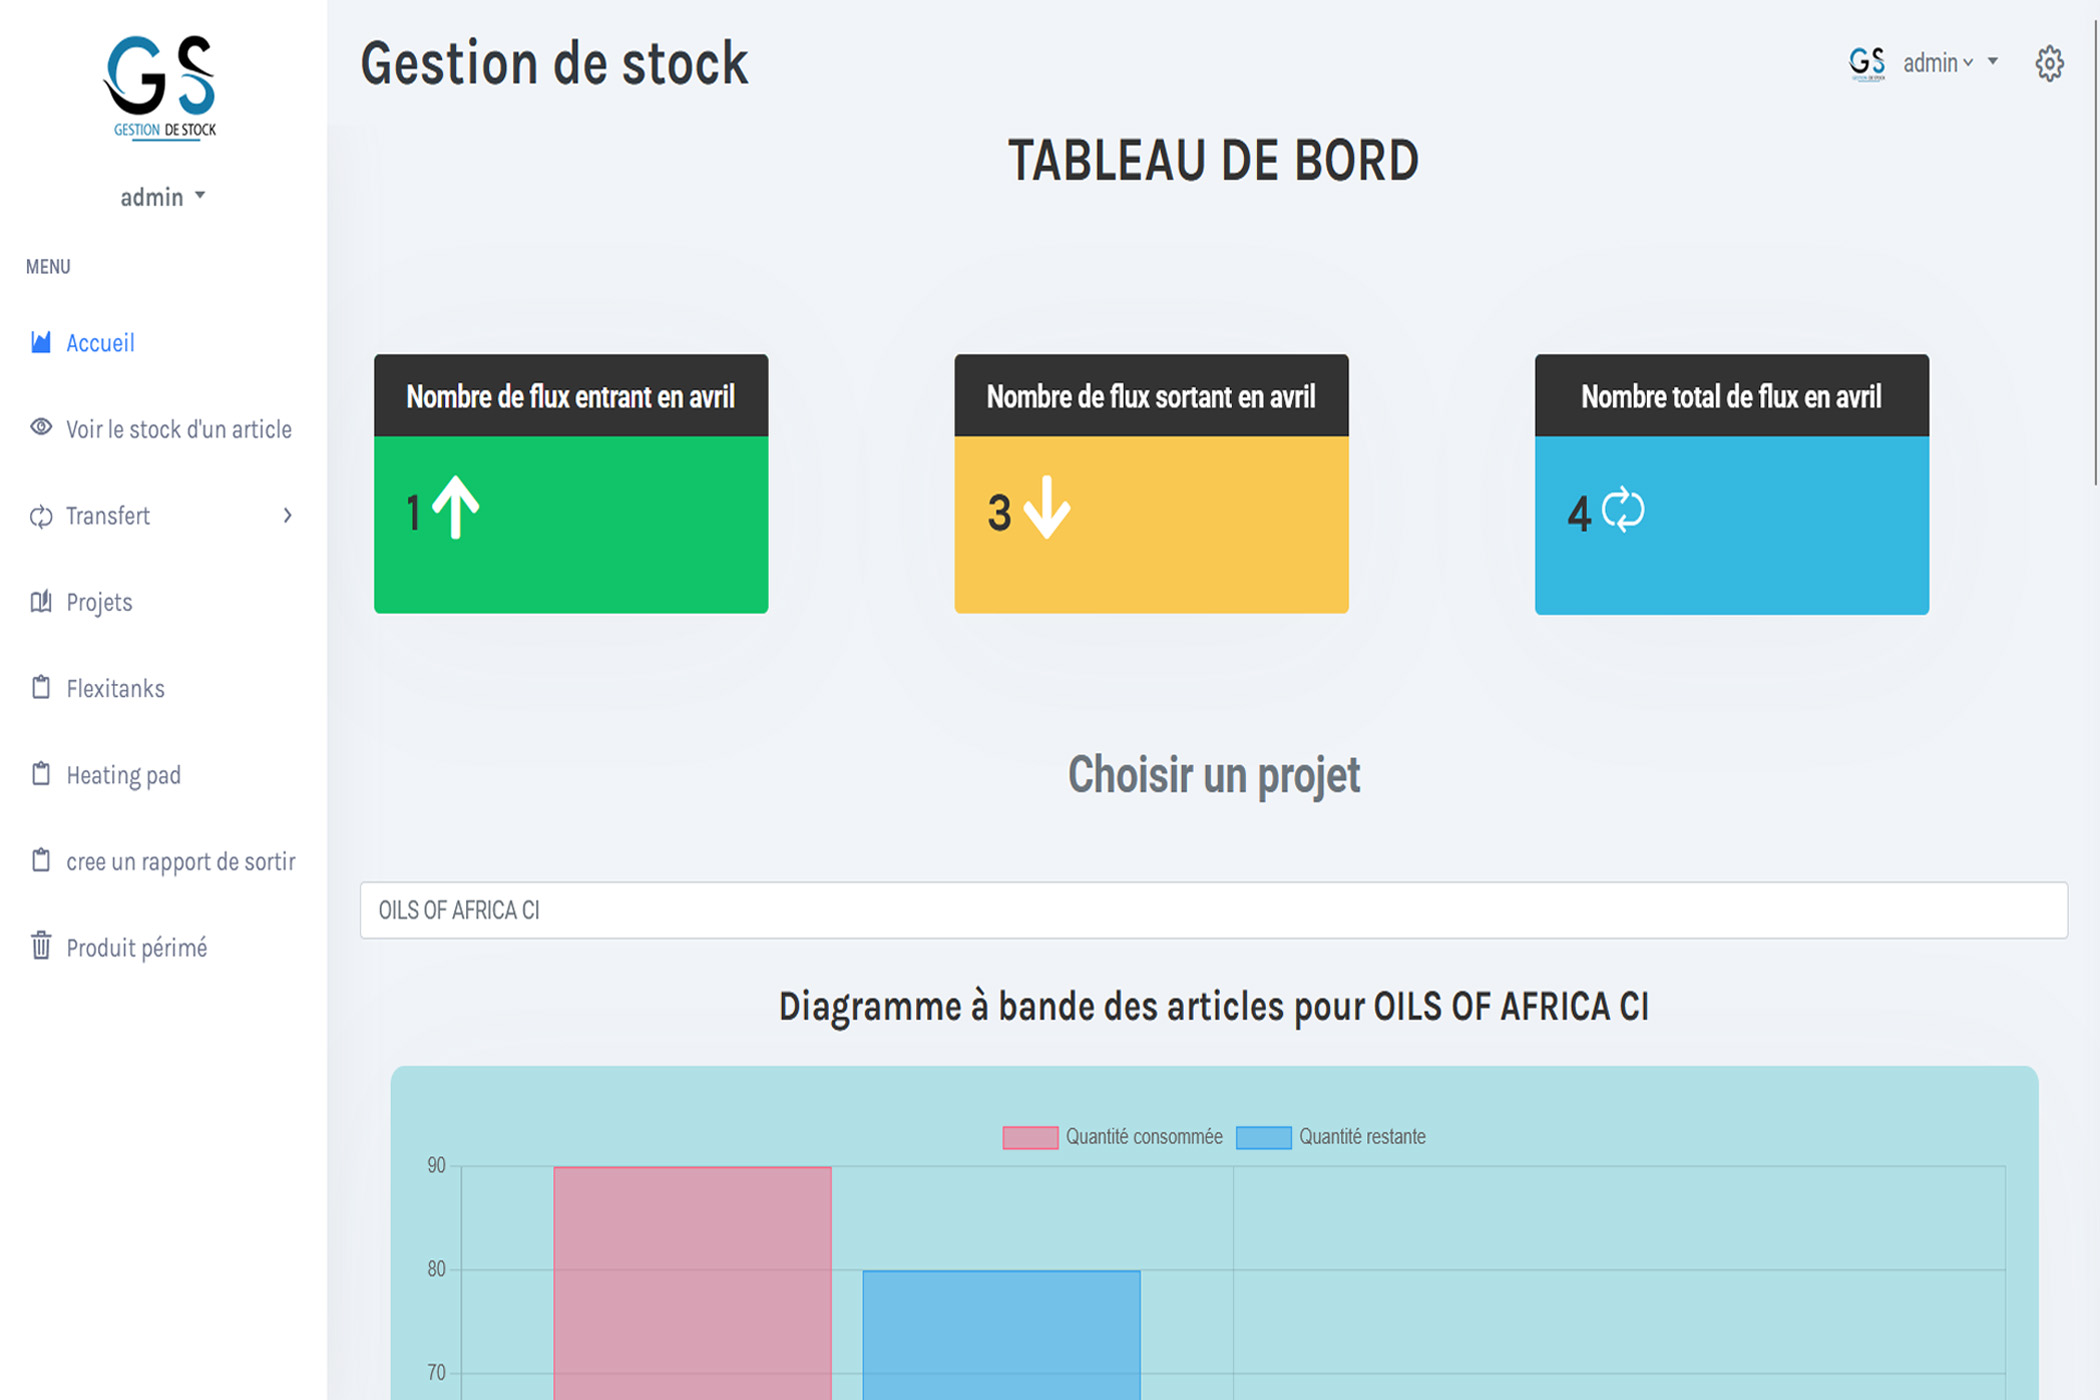 GS
GESTION DE STOCK
admin
MENU
Accueil
Voir le stock d'un article
Transfert
Projets
Flexitanks
Heating pad
cree un rapport de sortir
Produit périmé
Gestion de stock
GS
admin
TABLEAU DE BORD
Nombre de flux entrant en avril
1
Nombre de flux sortant en avril
3
Nombre total de flux en avril
4
Choisir un projet
OILS OF AFRICA CI
Diagramme à bande des articles pour OILS OF AFRICA CI
Quantité consommée Quantité restante
90
80
70